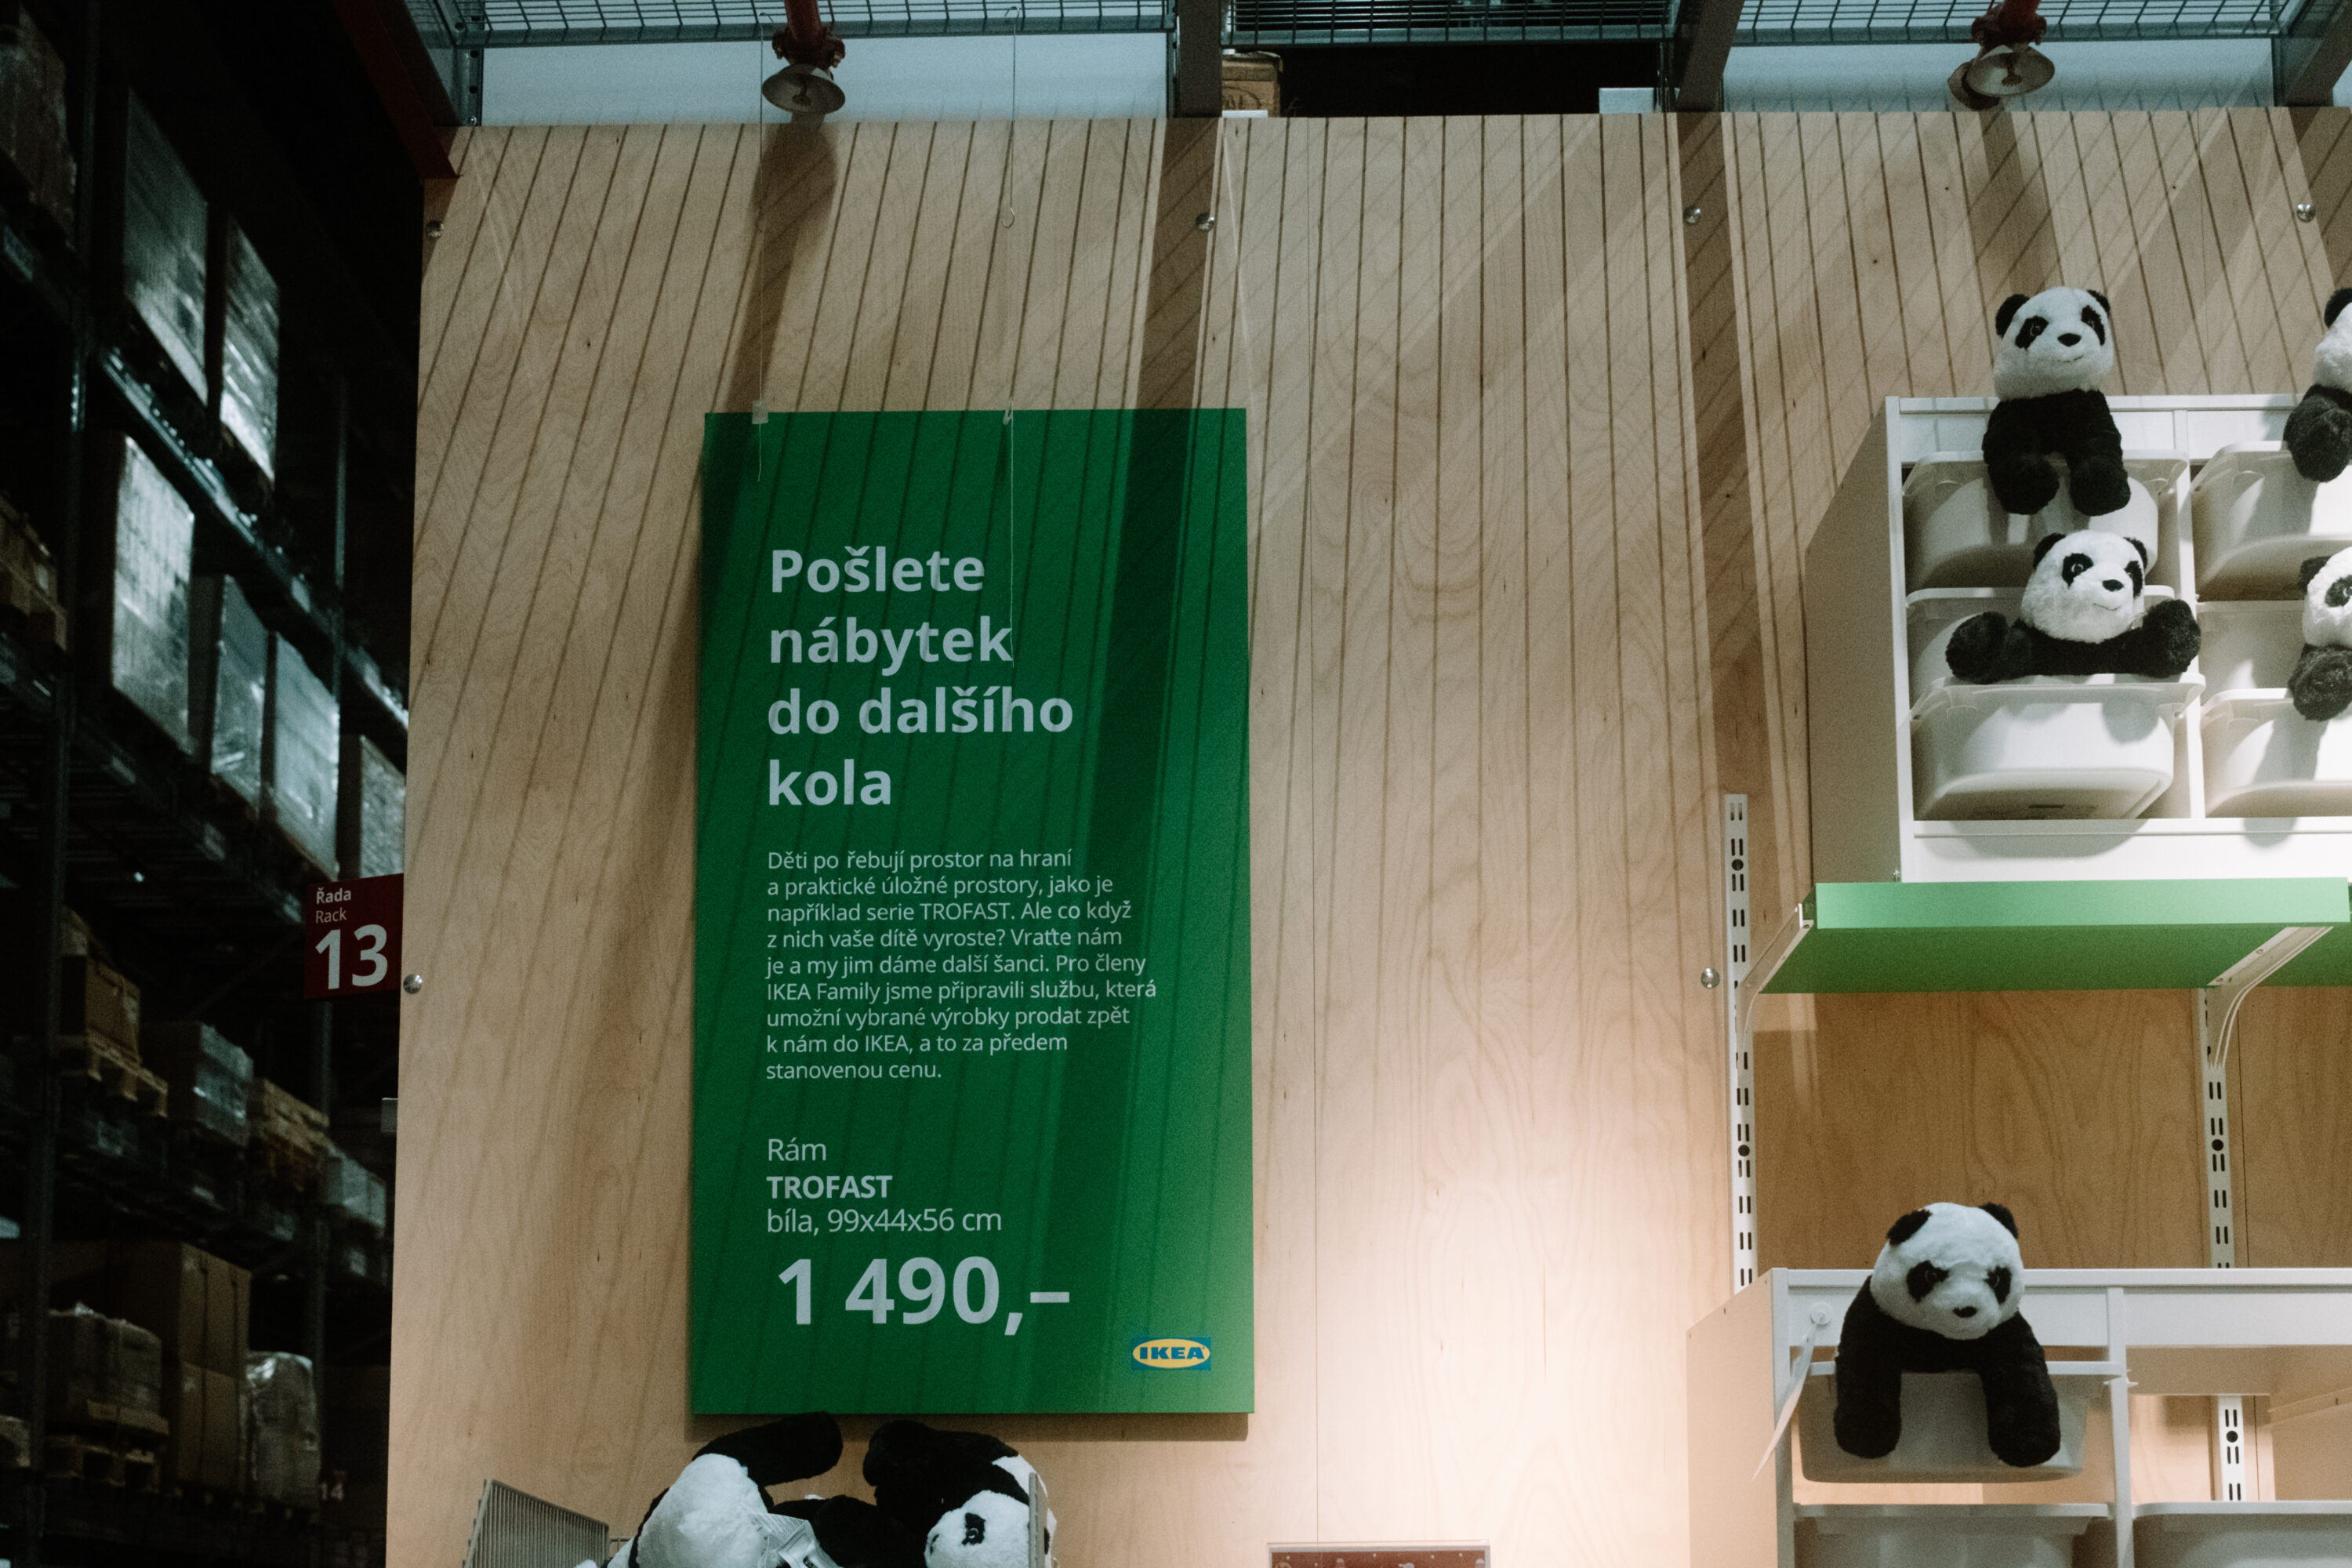 Pošlete
nábytek
do dalšího
kola
Děti po řebují prostor na hraní
a praktické úložné prostory, jako je
například serie TROFAST. Ale co když
z nich vaše dítě vyroste? Vraťte nám
je a my jim dáme další šanci. Pro členy
IKEA Family jsme připravili službu, která
umožní vybrané výrobky prodat zpět
k nám do IKEA, a to za předem
stanovenou cenu.
Rám
TROFAST
bíla, 99x44x56 cm
1 490,–
IKEA
Řada
Rack
13
14